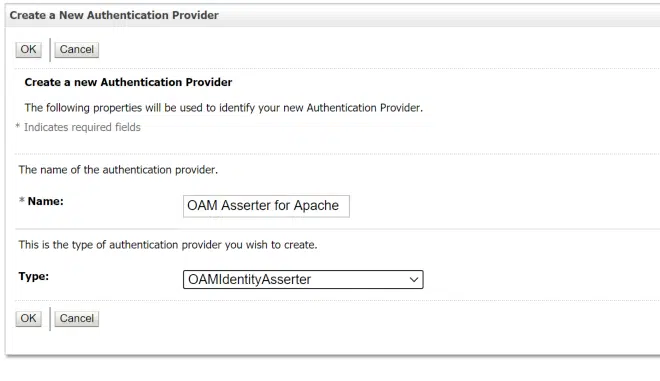 Create a New Authentication Provider
OK Cancel
Create a new Authentication Provider
The following properties will be used to identify your new Authentication Provider.
* Indicates required fields
The name of the authentication provider.
* Name: OAM Asserter for Apache
This is the type of authentication provider you wish to create.
Type: OAMIdentityAsserter
OK Cancel